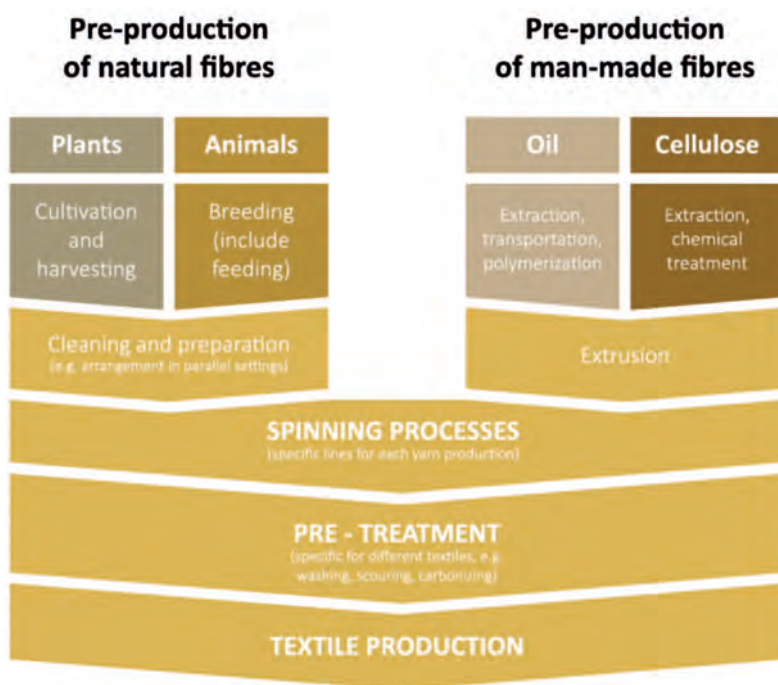 Pre-production
of natural fibres
Pre-production
of man-made fibres
Plants
Animals
Oil
Cellulose
Cultivation
and
harvesting
Breeding
(include
feeding)
Extraction,
transportation,
polymerization
Extraction,
chemical
treatment
Cleaning and preparation
(e.g. arrangement in parallel settings)
Extrusion
SPINNING PROCESSES
(specific lines for each yarn production)
PRE - TREATMENT
(specific for different textiles, e.g.
washing, scouring, carbonizing)
TEXTILE PRODUCTION